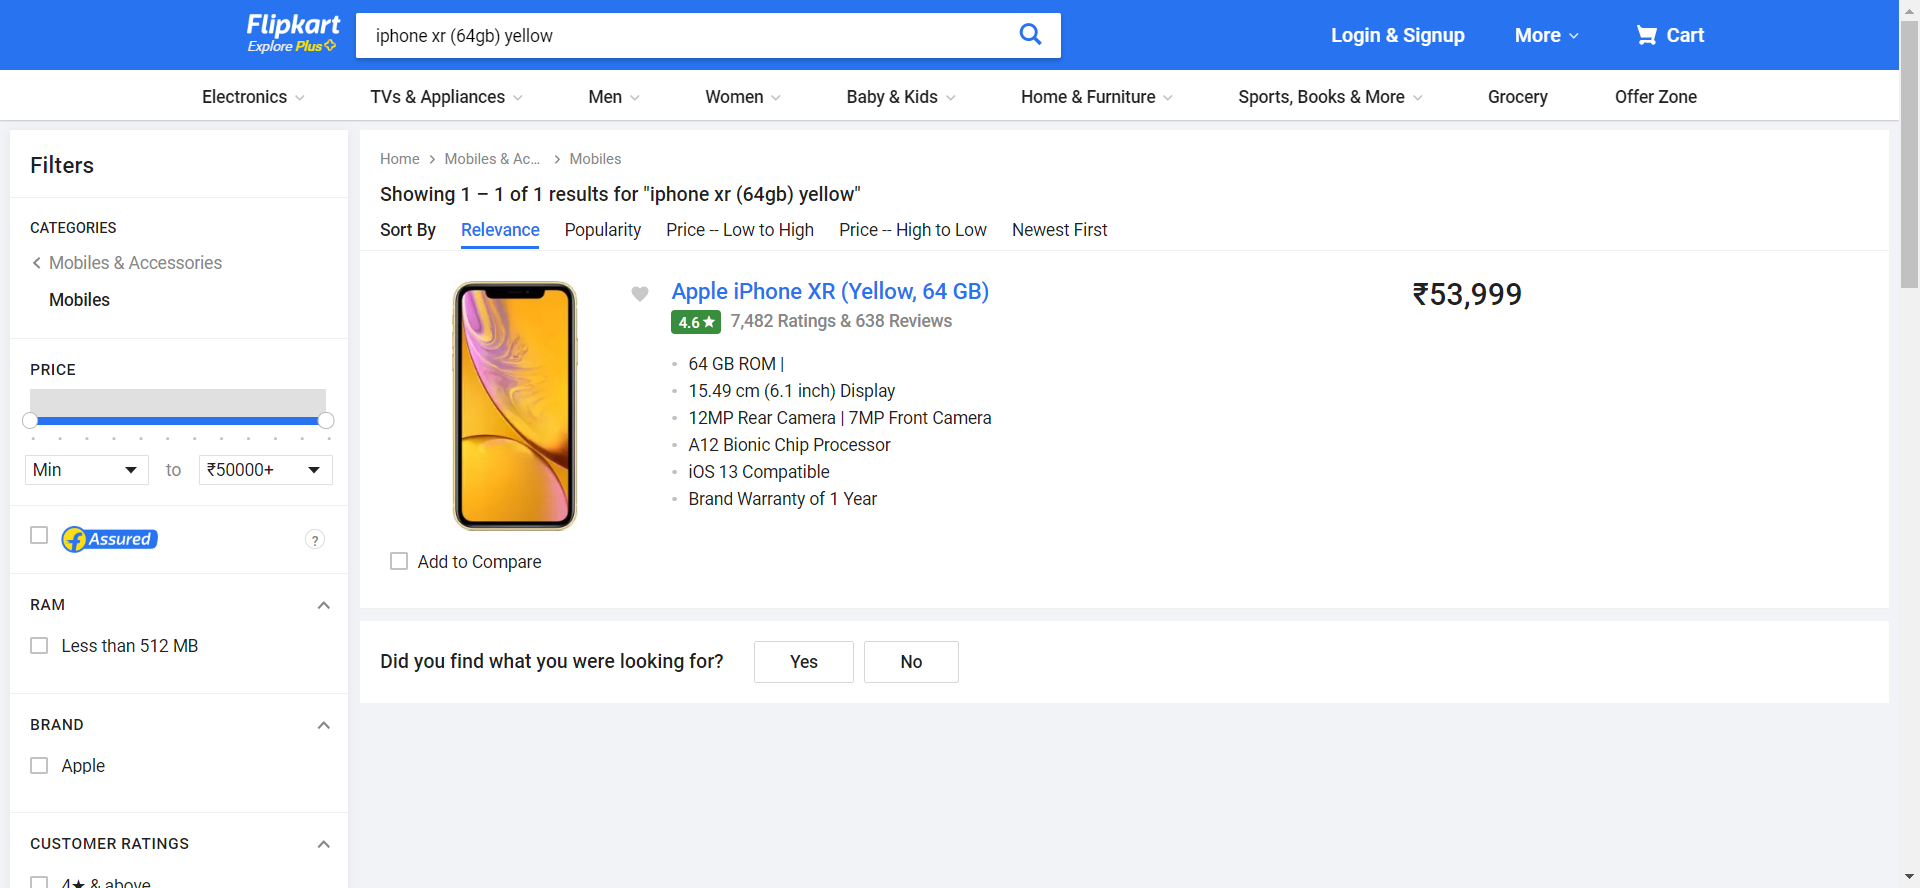 Flipkart
Explore Plus
iphone xr (64gb) yellow
Login & Signup
More
Cart
Electronics
TVs & Appliances
Men
Women
Baby & Kids
Home & Furniture
Sports, Books & More
Grocery
Offer Zone
Filters
CATEGORIES
Mobiles & Accessories
Mobiles
PRICE
Min
to
₹50000+
f Assured
?
RAM
Less than 512 MB
BRAND
Apple
CUSTOMER RATINGS
4★ & above
Home
Mobiles & Ac...
Mobiles
Showing 1 – 1 of 1 results for "iphone xr (64gb) yellow"
Sort By
Relevance
Popularity
Price -- Low to High
Price -- High to Low
Newest First
Apple iPhone XR (Yellow, 64 GB)
4.6★
7,482 Ratings & 638 Reviews
64 GB ROM |
15.49 cm (6.1 inch) Display
12MP Rear Camera | 7MP Front Camera
A12 Bionic Chip Processor
iOS 13 Compatible
Brand Warranty of 1 Year
₹53,999
Add to Compare
Did you find what you were looking for?
Yes
No